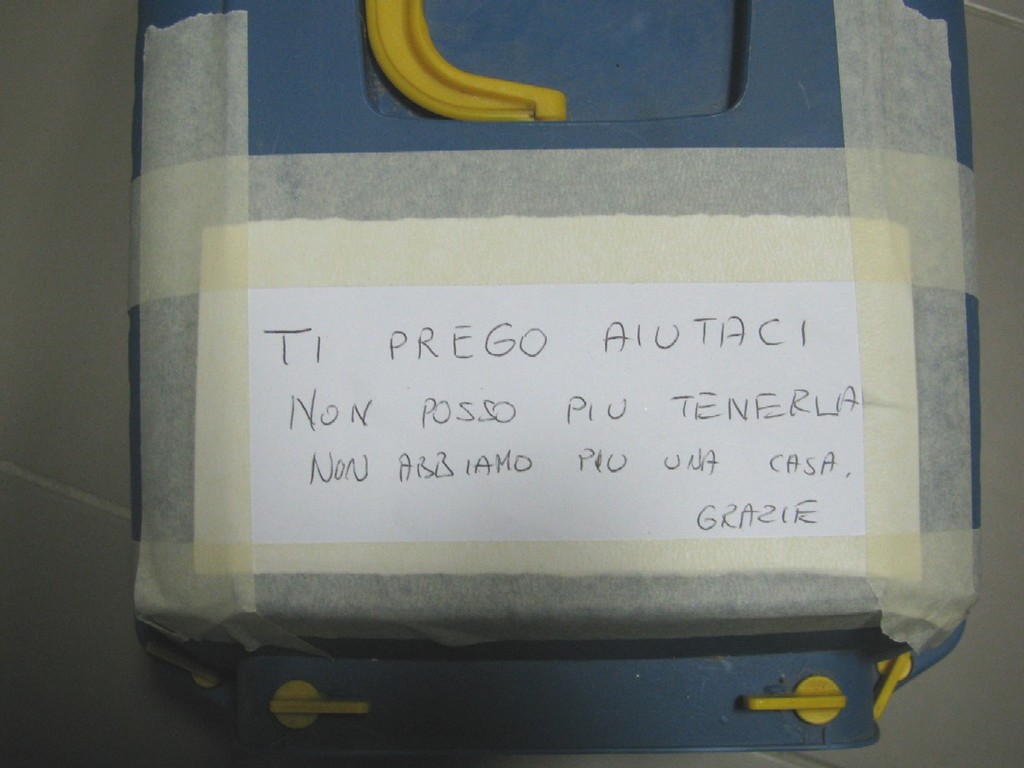 TI PREGO AIUTACI
NON POSSO PIU TENERLA
NON ABBIAMO PIU UNA CASA.
GRAZIE